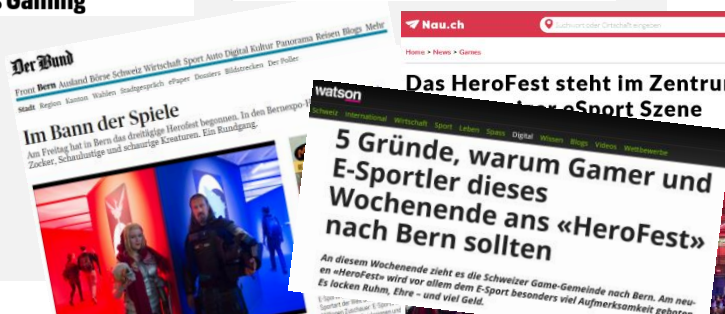 Gaming
Der Bund
Front Bern Ausland Börse Schweiz Wirtschaft Sport Auto Digital Kultur Panorama Reisen Blogs Mehr
Stadt Region Kanton Wahlen Stadtgespräch ePaper Dossiers Bildstrecken Der Poller
Im Bann der Spiele
Am Freitag hat in Bern das dreitägige Herofest begonnen. In den Bernexpo-
Zocker, Schaulustige und schaurige Kreaturen. Ein Rundgang.
Nau.ch
Suchwort oder Ortschaft eingeben
Home > News > Games
Das HeroFest steht im Zentru
eSport Szene
watson
Schweiz International Wirtschaft Sport Leben Spass Digital Wissen Blogs Videos Wettbewerbe
5 Gründe, warum Gamer und
E-Sportler dieses
Wochenende ans «HeroFest»
nach Bern sollten
An diesem Wochenende zieht es die Schweizer Game-Gemeinde nach Bern. Am neu-
en «HeroFest» wird vor allem dem E-Sport besonders viel Aufmerksamkeit geboten.
Es locken Ruhm, Ehre – und viel Geld.